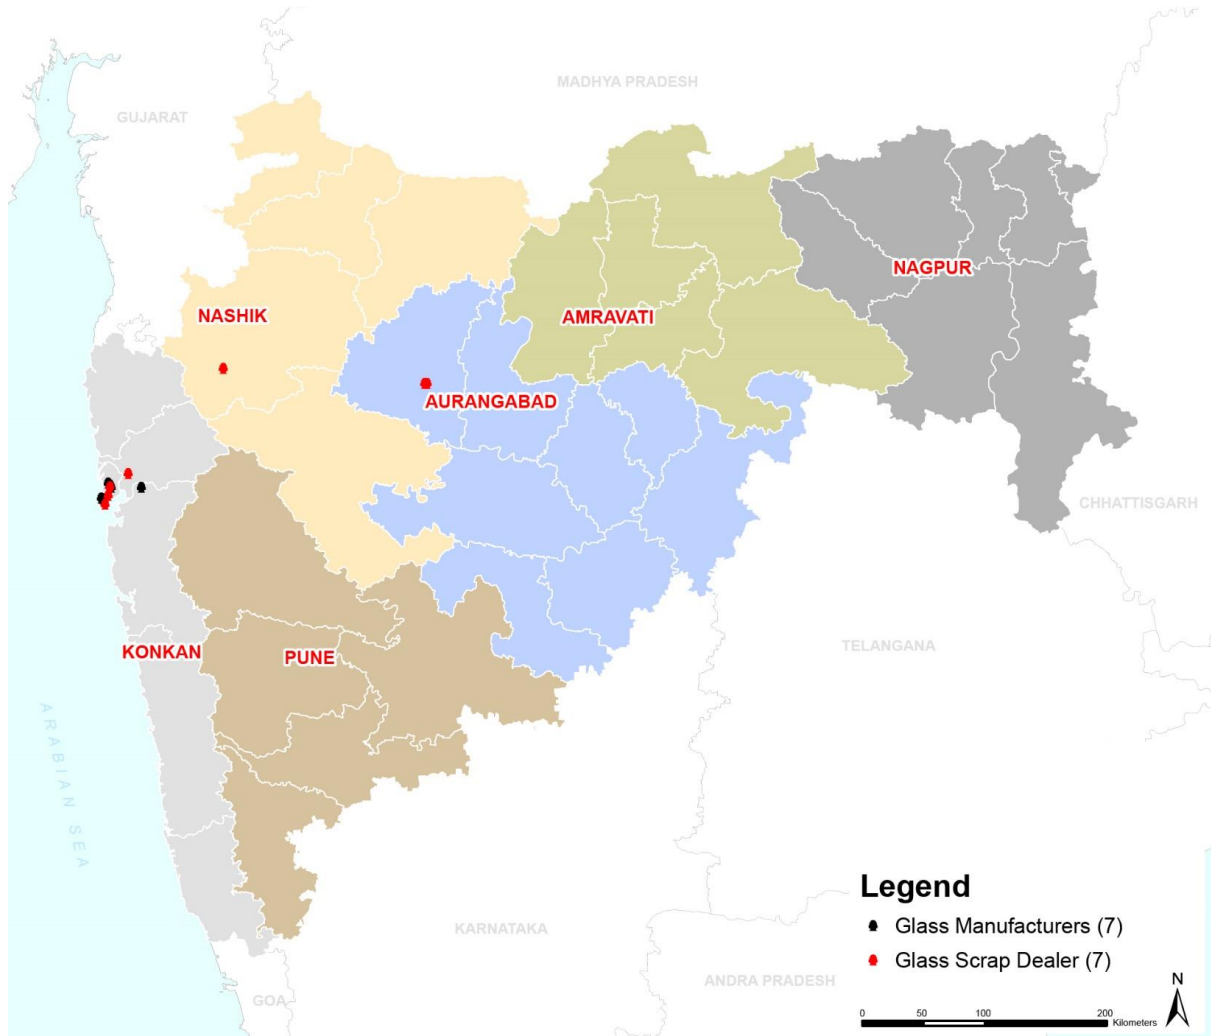 MADHYA PRADESH
GUJARAT
NAGPUR
NASHIK
AMRAVATI
AURANGABAD
CHHATTISGARH
TELANGANA
KONKAN
PUNE
ARABIAN SEA
Legend
Glass Manufacturers (7)
KARNATAKA
Glass Scrap Dealer (7)
ANDRA PRADESH
N
GOA
0 50 100 200
Kilometers